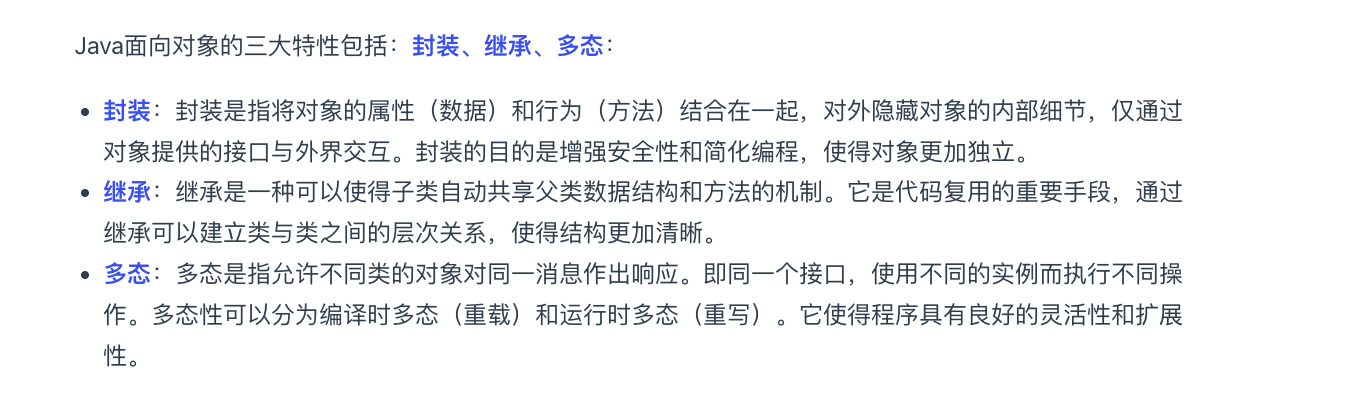 Java面向对象的三大特性包括：封装、继承、多态：
封装：封装是指将对象的属性（数据）和行为（方法）结合在一起，对外隐藏对象的内部细节，仅通过
对象提供的接口与外界交互。封装的目的是增强安全性和简化编程，使得对象更加独立。
继承：继承是一种可以使得子类自动共享父类数据结构和方法的机制。它是代码复用的重要手段，通过
继承可以建立类与类之间的层次关系，使得结构更加清晰。
多态：多态是指允许不同类的对象对同一消息作出响应。即同一个接口，使用不同的实例而执行不同操
作。多态性可以分为编译时多态（重载）和运行时多态（重写）。它使得程序具有良好的灵活性和扩展
性。